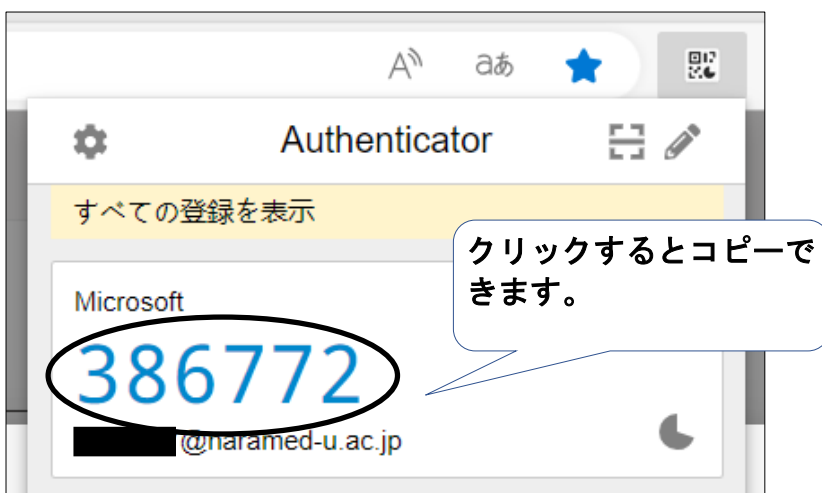 A aあ
Authenticator
すべての登録を表示
クリックするとコピーで
きます。
Microsoft
386772
@naramed-u.ac.jp